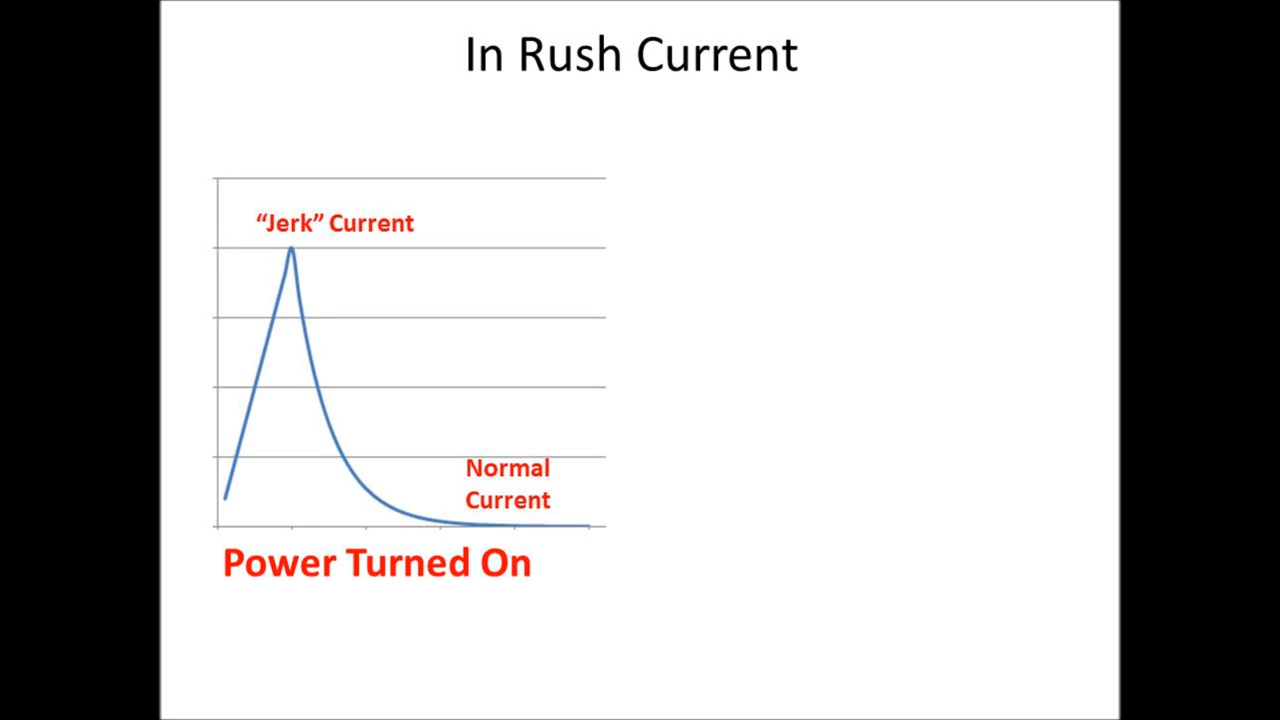 In Rush Current
“Jerk” Current
Normal
Current
Power Turned On